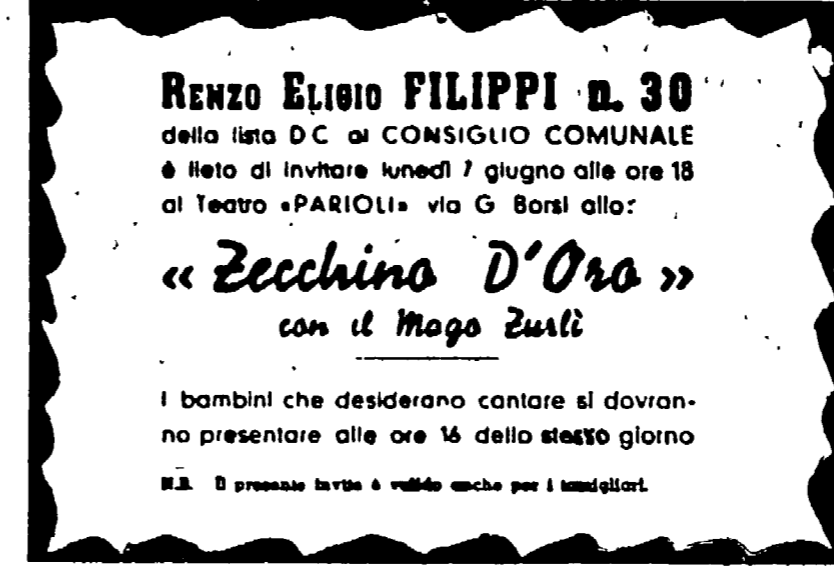 RENZO ELIGIO FILIPPI n. 30
della lista DC al CONSIGLIO COMUNALE
è lieto di invitare lunedì 7 giugno alle ore 18
al Teatro «PARIOLI» via G Borsi allo:
« Zecchino D'Oro »
con il Mago Zurlì
I bambini che desiderano cantare si dovran-
no presentare alle ore 16 dello stesso giorno
N.B. Il presente invito è valido anche per i famigliari.